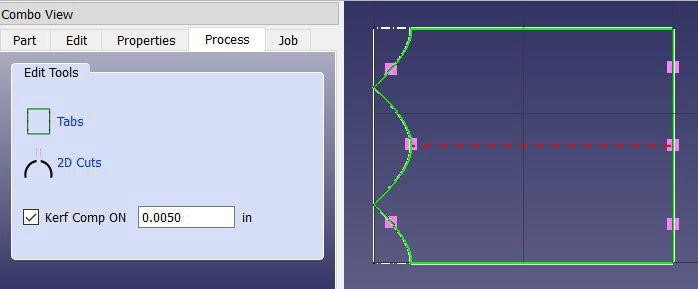 Combo View
Part Edit Properties Process Job
Edit Tools
Tabs
2D Cuts
Kerf Comp ON 0.0050 in